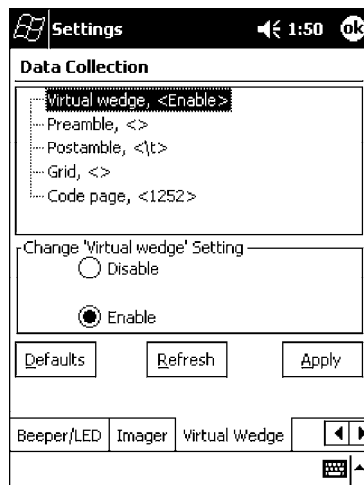 Settings 1:50 ok
Data Collection
Virtual wedge, <Enable>
Preamble, <>
Postamble, <\t>
Grid, <>
Code page, <1252>
Change 'Virtual wedge' Setting
Disable
Enable
Defaults Refresh Apply
Beeper/LED Imager Virtual Wedge